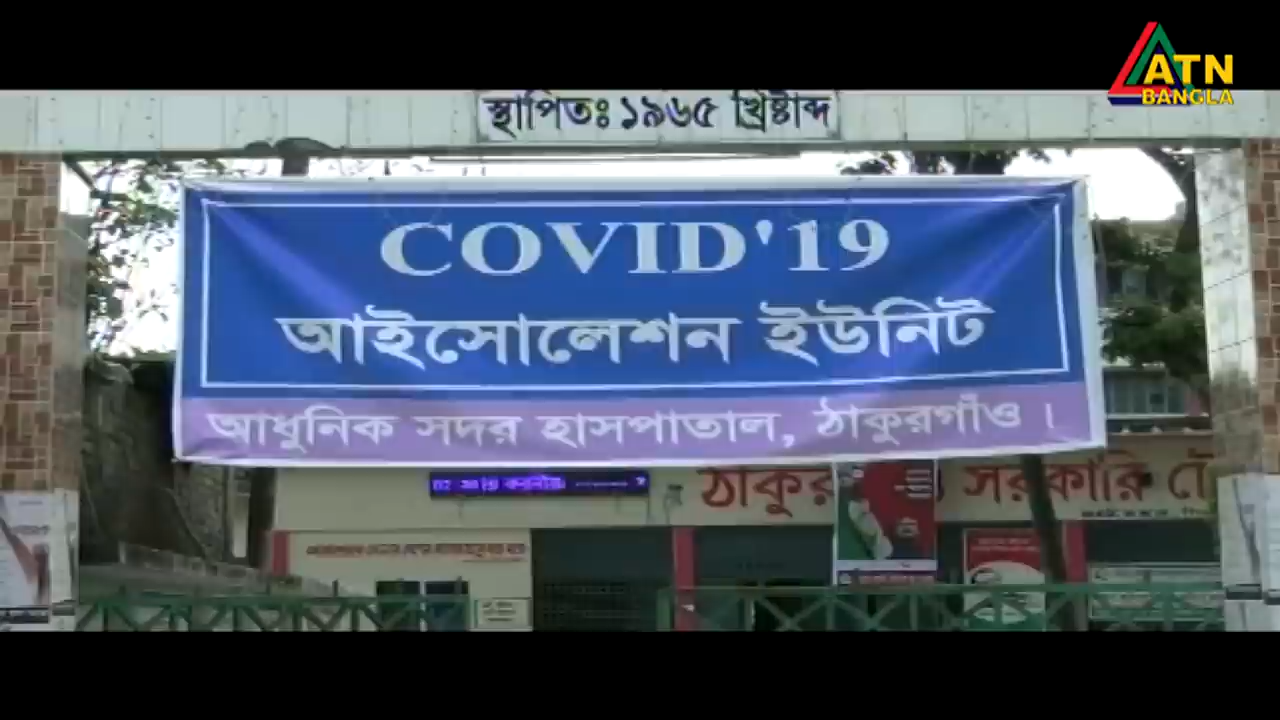 ATN
BANGLA
স্থাপিতঃ ১৯৬৫ খ্রিষ্টাব্দ
COVID'19
আইসোলেশন ইউনিট
আধুনিক সদর হাসপাতাল, ঠাকুরগাঁও ।
ঠাকুর সরকারি টে